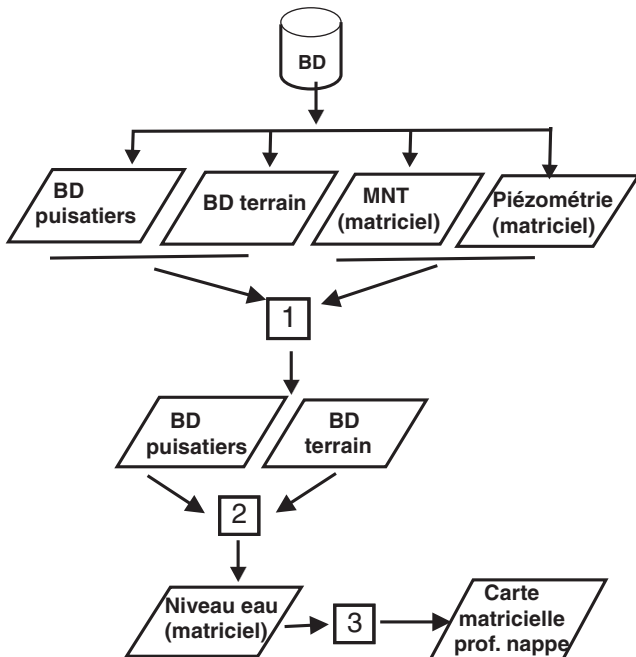 BD
BD
puisatiers
BD terrain
MNT
(matriciel)
Piézométrie
(matriciel)
1
BD
puisatiers
BD
terrain
2
Niveau eau
(matriciel)
3
Carte
matricielle
prof. nappe